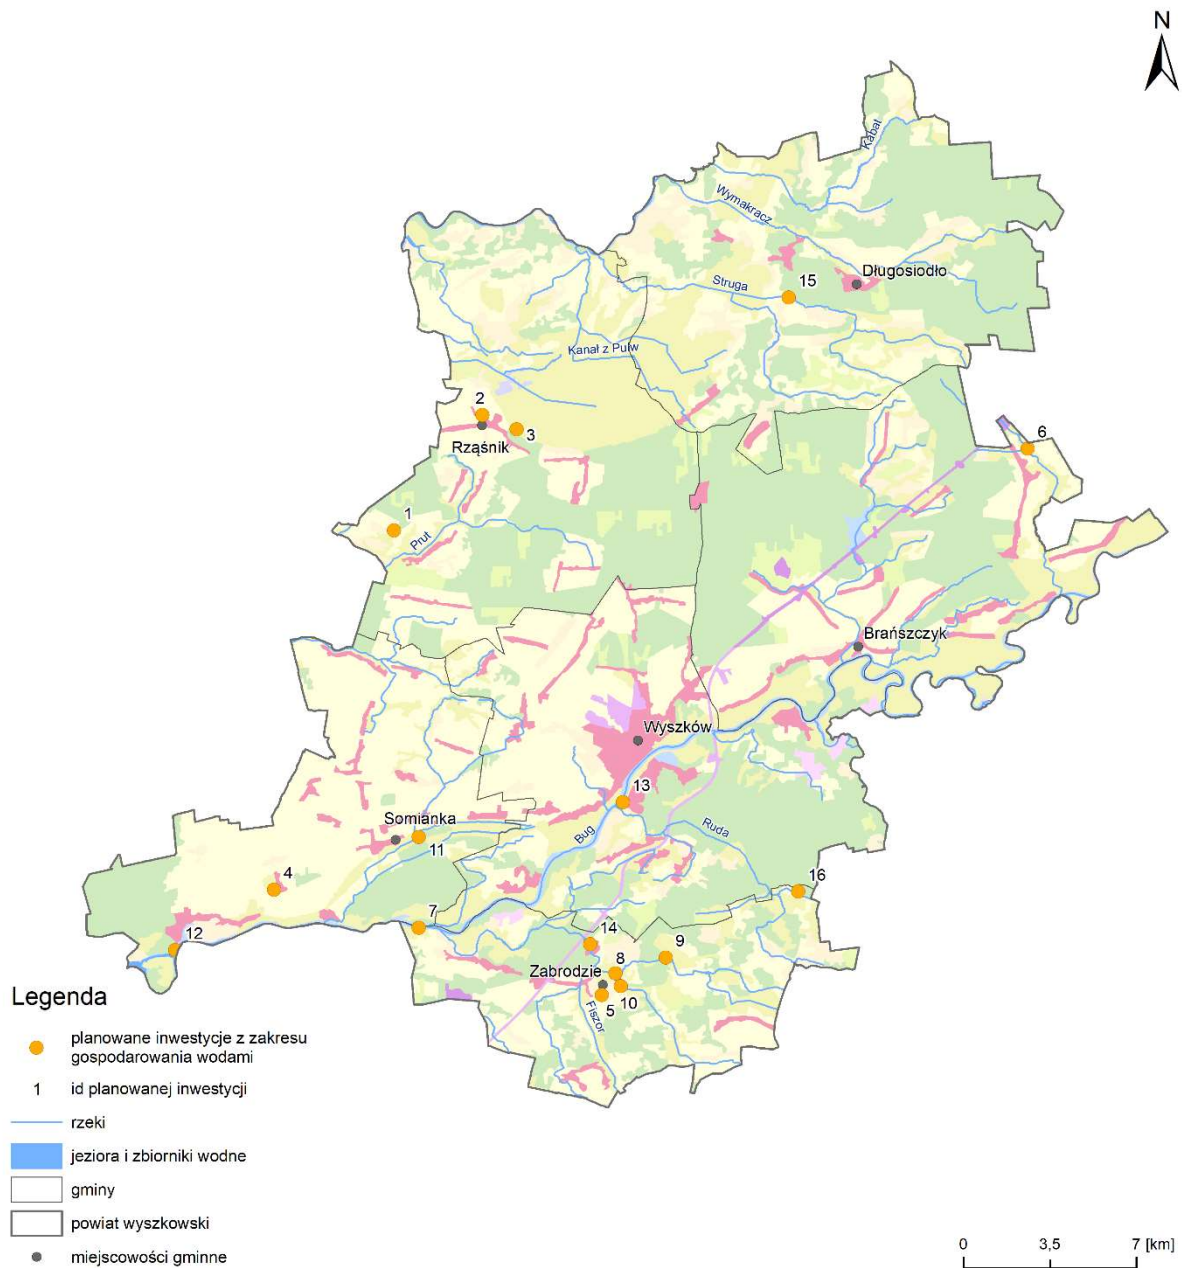 N
Kabał
Wymakracz
Długosiodło
Struga
15
Kanał z Pulw
2
3
Rząśnik
6
1
Prut
Brańszczyk
Wyszków
13
Somianka
11
Bug
Ruda
4
16
7
12
14
9
8
Zabrodzie
10
5
Fiszor
Legenda
planowane inwestycje z zakresu
gospodarowania wodami
1 id planowanej inwestycji
rzeki
jeziora i zbiorniki wodne
gminy
powiat wyszkowski
miejscowości gminne
0 3,5 7 [km]